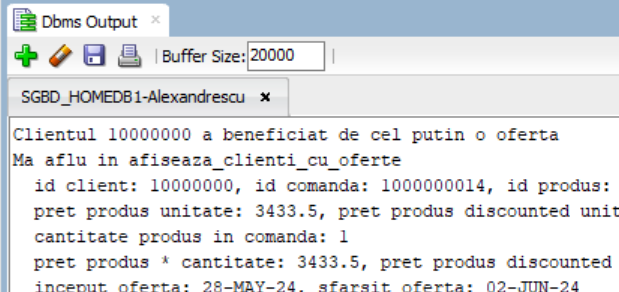 Dbms Output
Buffer Size: 20000
SGBD_HOMEDB1-Alexandrescu
Clientul 10000000 a beneficiat de cel putin o oferta
Ma aflu in afiseaza_clienti_cu_oferte
id client: 10000000, id comanda: 1000000014, id produs:
pret produs unitate: 3433.5, pret produs discounted unit
cantitate produs in comanda: 1
pret produs * cantitate: 3433.5, pret produs discounted
inceput oferta: 28-MAY-24, sfarsit oferta: 02-JUN-24